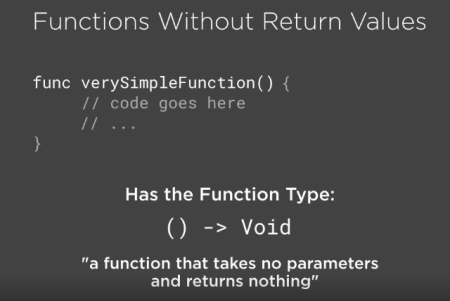 Functions Without Return Values
func verySimpleFunction() {
// code goes here
// ...
}
Has the Function Type:
() -> Void
"a function that takes no parameters
and returns nothing"